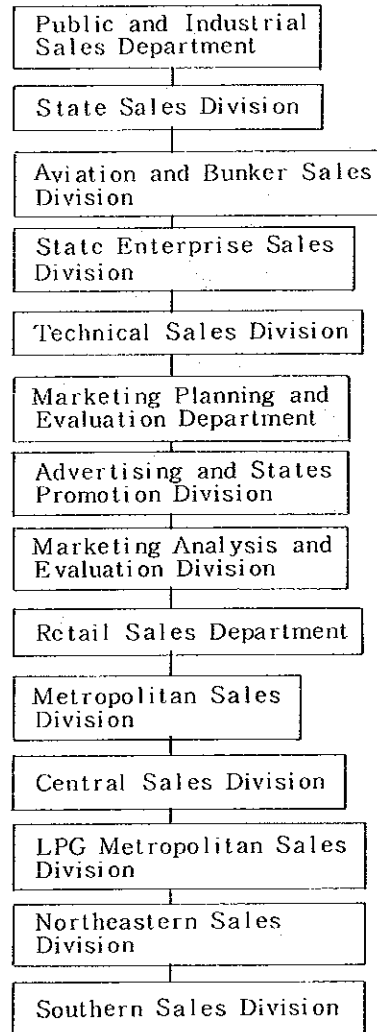 Public and Industrial
Sales Department
State Sales Division
Aviation and Bunker Sales
Division
State Enterprise Sales
Division
Technical Sales Division
Marketing Planning and
Evaluation Department
Advertising and States
Promotion Division
Marketing Analysis and
Evaluation Division
Retail Sales Department
Metropolitan Sales
Division
Central Sales Division
LPG Metropolitan Sales
Division
Northeastern Sales
Division
Southern Sales Division